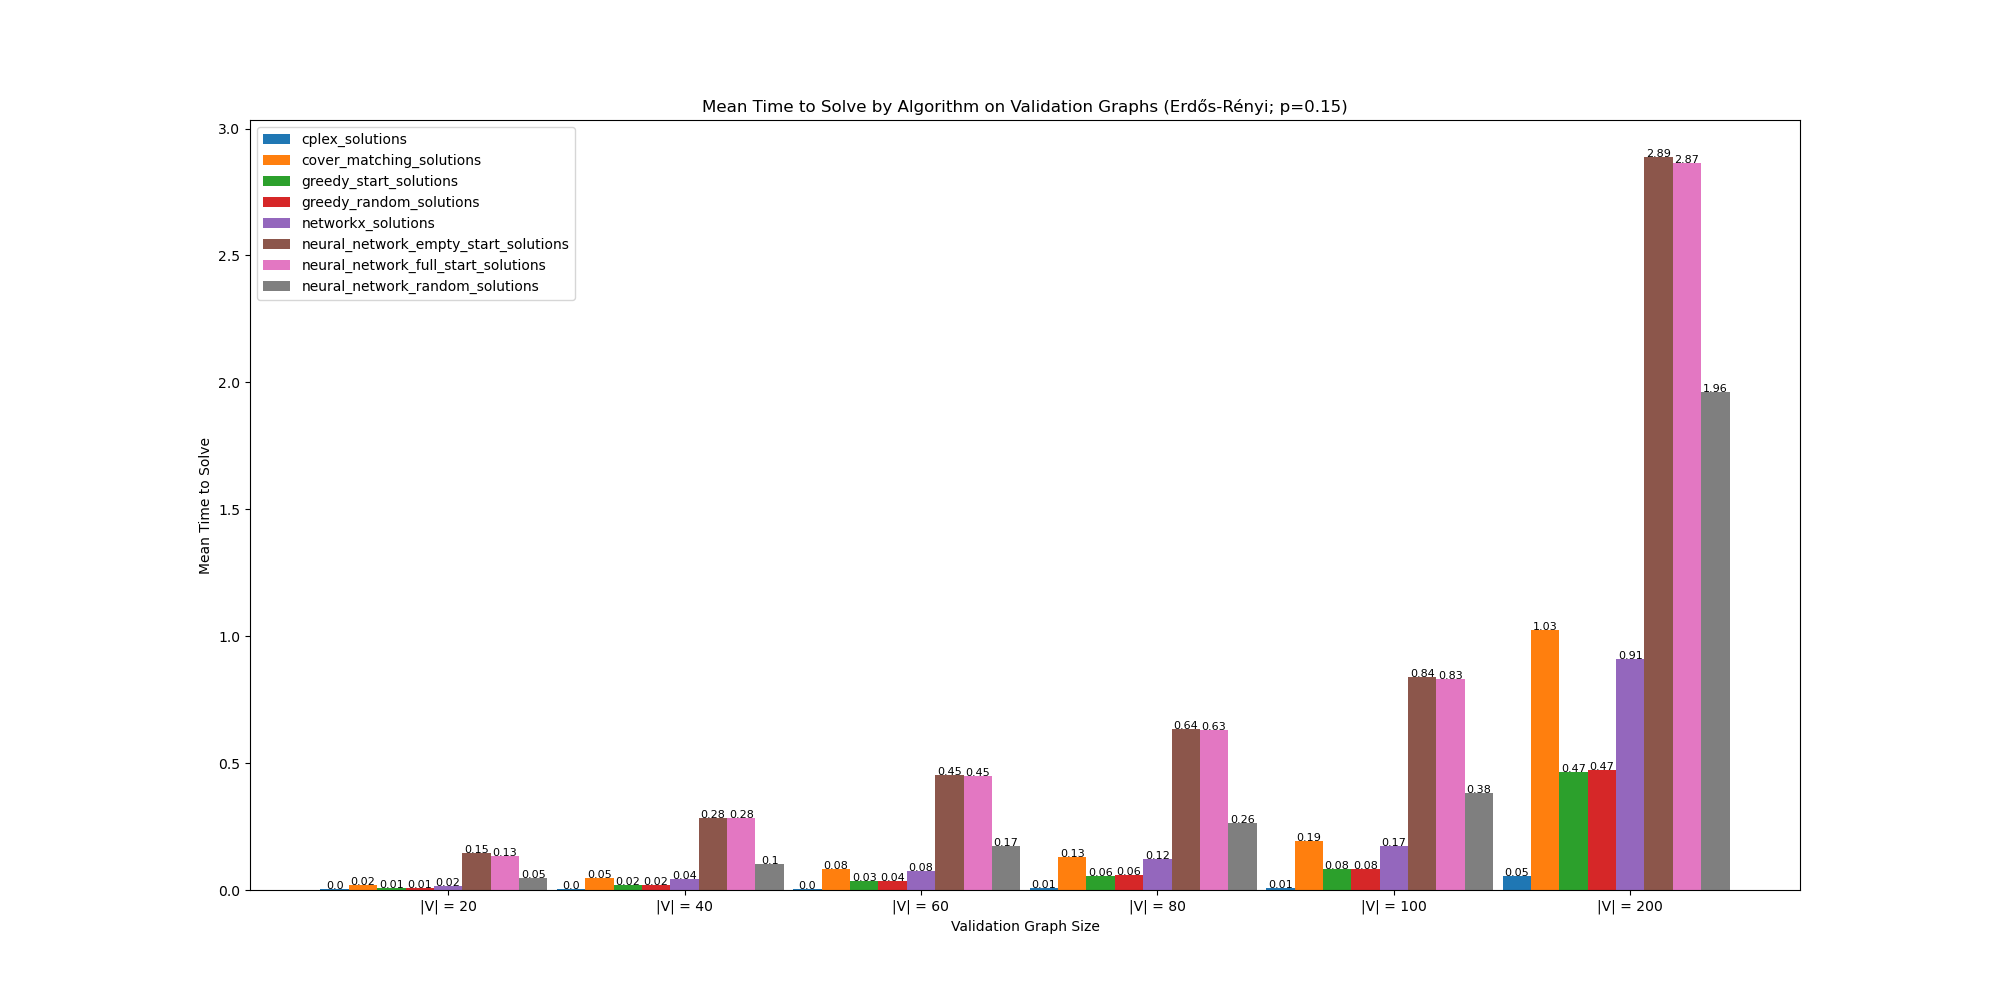 Mean Time to Solve by Algorithm on Validation Graphs (Erdős-Rényi; p=0.15)
cplex_solutions
cover_matching_solutions
greedy_start_solutions
greedy_random_solutions
networkx_solutions
neural_network_empty_start_solutions
neural_network_full_start_solutions
neural_network_random_solutions
Mean Time to Solve
3.0
2.5
2.0
1.5
1.0
0.5
0.0
0.0 0.02 0.01 0.01 0.02 0.15 0.13 0.05
0.0 0.05 0.02 0.02 0.04 0.28 0.28 0.1
0.0 0.08 0.03 0.04 0.08 0.45 0.45 0.17
0.01 0.13 0.06 0.06 0.12 0.64 0.63 0.26
0.01 0.19 0.08 0.08 0.17 0.84 0.83 0.38
0.05 1.03 0.47 0.47 0.91 2.89 2.87 1.96
|V| = 20 |V| = 40 |V| = 60 |V| = 80 |V| = 100 |V| = 200
Validation Graph Size